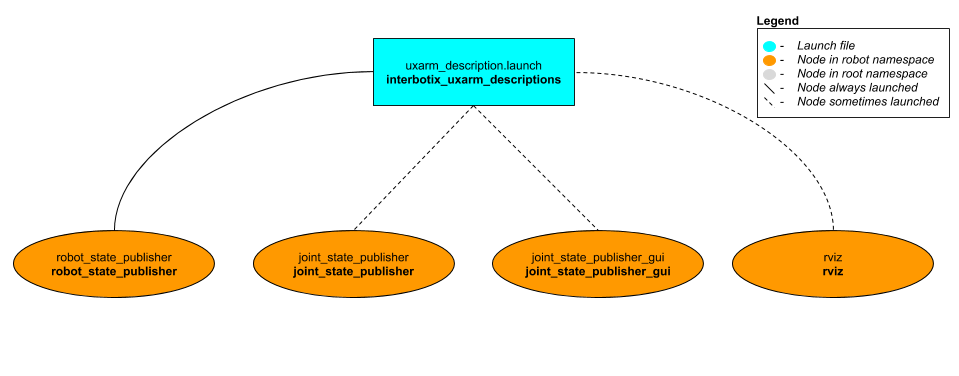 Legend
- Launch file
- Node in robot namespace
- Node in root namespace
- Node always launched
- Node sometimes launched
uxarm_description.launch
interbotix_uxarm_descriptions
robot_state_publisher
robot_state_publisher
joint_state_publisher
joint_state_publisher
joint_state_publisher_gui
joint_state_publisher_gui
rviz
rviz